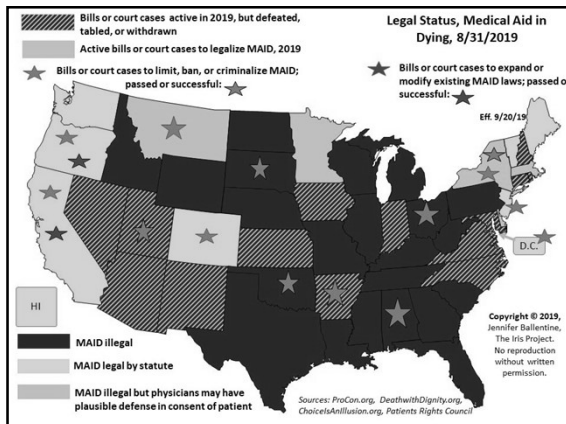 Bills or court cases active in 2019, but defeated,
tabled, or withdrawn
Active bills or court cases to legalize MAID, 2019
Bills or court cases to limit, ban, or criminalize MAID;
passed or successful:
Legal Status, Medical Aid in
Dying, 8/31/2019
Bills or court cases to expand or
modify existing MAID laws; passed or
successful:
Eff. 9/20/19
D.C.
HI
MAID illegal
MAID legal by statute
MAID illegal but physicians may have
plausible defense in consent of patient
Sources: ProCon.org, DeathwithDignity.org,
ChoiceIsAnIllusion.org, Patients Rights Council
Copyright © 2019,
Jennifer Ballentine,
The Iris Project.
No reproduction
without written
permission.